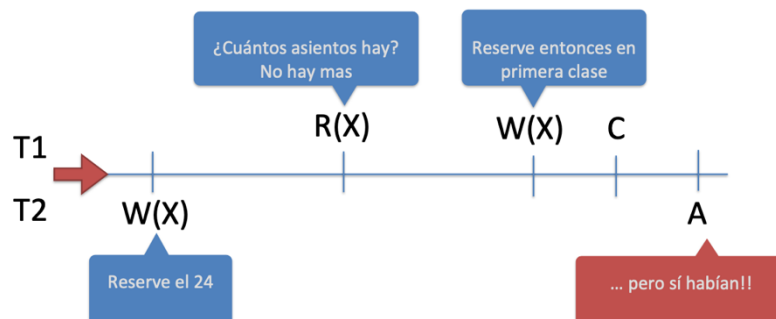 ¿Cuántos asientos hay?
No hay mas
Reserve entonces en
primera clase
R(X)
W(X)
C
T1
T2
W(X)
A
Reserve el 24
... pero sí habían!!